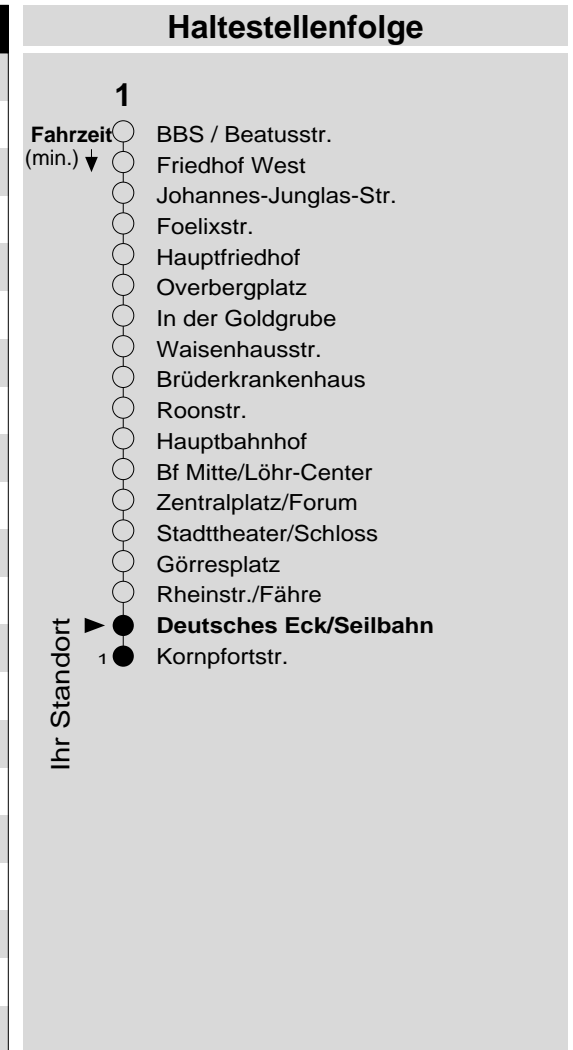 Haltestellenfolge
1
Fahrzeit BBS / Beatusstr.
(min.) Friedhof West
Johannes-Junglas-Str.
Foelixstr.
Hauptfriedhof
Overbergplatz
In der Goldgrube
Waisenhausstr.
Brüderkrankenhaus
Roonstr.
Hauptbahnhof
Bf Mitte/Löhr-Center
Zentralplatz/Forum
Stadttheater/Schloss
Görresplatz
Rheinstr./Fähre
Deutsches Eck/Seilbahn
1 Kornpfortstr.
Ihr Standort